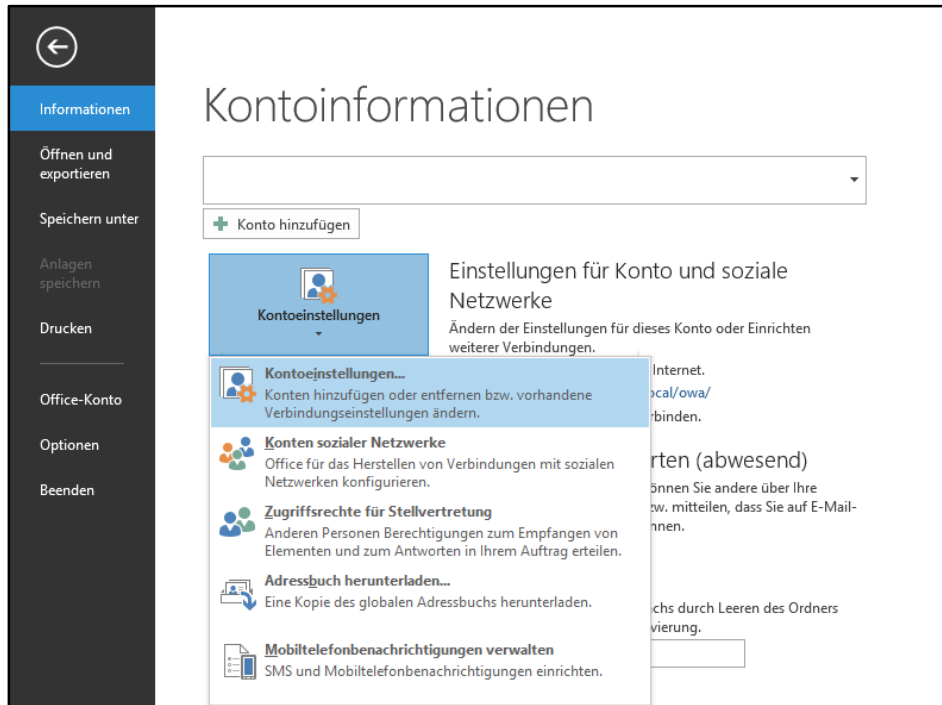 Informationen
Öffnen und
exportieren
Speichern unter
Anlagen
speichern
Drucken
Office-Konto
Optionen
Beenden
Kontoinformationen
Konto hinzufügen
Kontoeinstellungen
Einstellungen für Konto und soziale
Netzwerke
Ändern der Einstellungen für dieses Konto oder Einrichten
weiterer Verbindungen.
Internet.
ocal/owa/
rbinden.
rten (abwesend)
önnen Sie andere über Ihre
zw. mitteilen, dass Sie auf E-Mail-
nnen.
chs durch Leeren des Ordners
vierung.
Kontoeinstellungen...
Konten hinzufügen oder entfernen bzw. vorhandene
Verbindungseinstellungen ändern.
Konten sozialer Netzwerke
Office für das Herstellen von Verbindungen mit sozialen
Netzwerken konfigurieren.
Zugriffsrechte für Stellvertretung
Anderen Personen Berechtigungen zum Empfangen von
Elementen und zum Antworten in Ihrem Auftrag erteilen.
Adressbuch herunterladen...
Eine Kopie des globalen Adressbuchs herunterladen.
Mobiltelefonbenachrichtigungen verwalten
SMS und Mobiltelefonbenachrichtigungen einrichten.